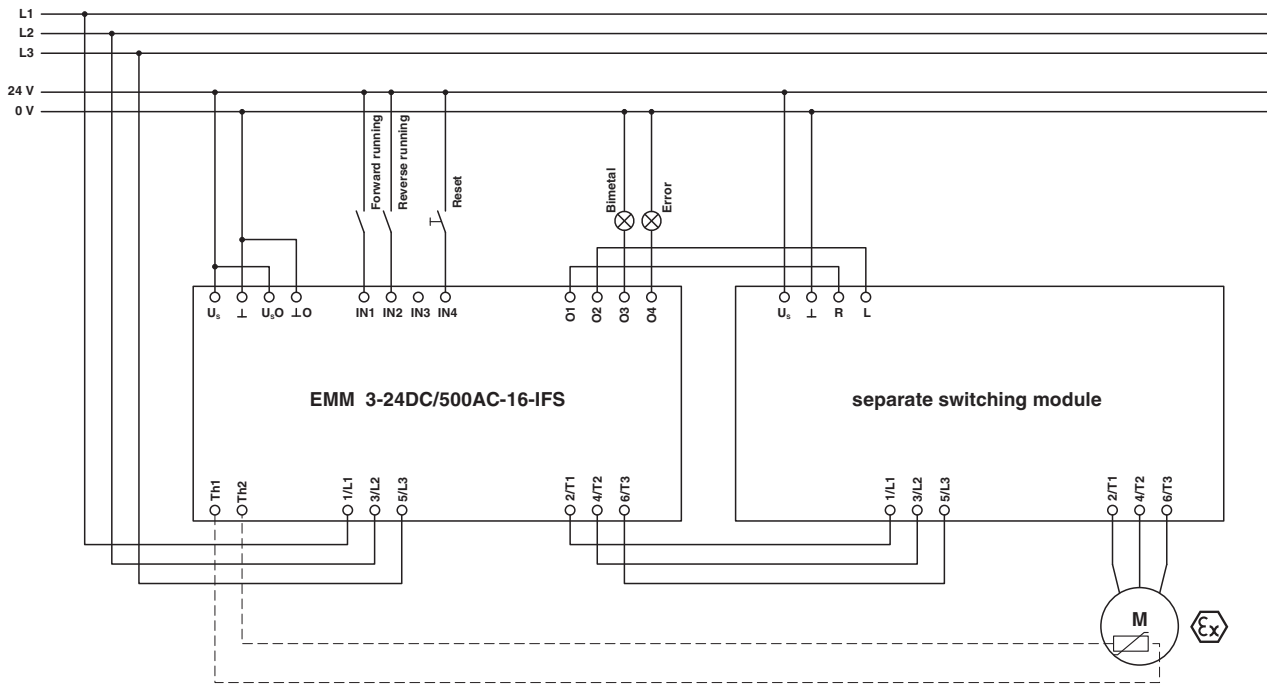 L1
L2
L3
24 V
0 V
Forward running
Reverse running
Reset
Bimetal
Error
Us ⊥ UsO ⊥O IN1 IN2 IN3 IN4 O1 O2 O3 O4
Us ⊥ R L
EMM 3-24DC/500AC-16-IFS
separate switching module
Th1 Th2 1/L1 3/L2 5/L3 2/T1 4/T2 6/T3
1/L1 3/L2 5/L3 2/T1 4/T2 6/T3
M
Ex